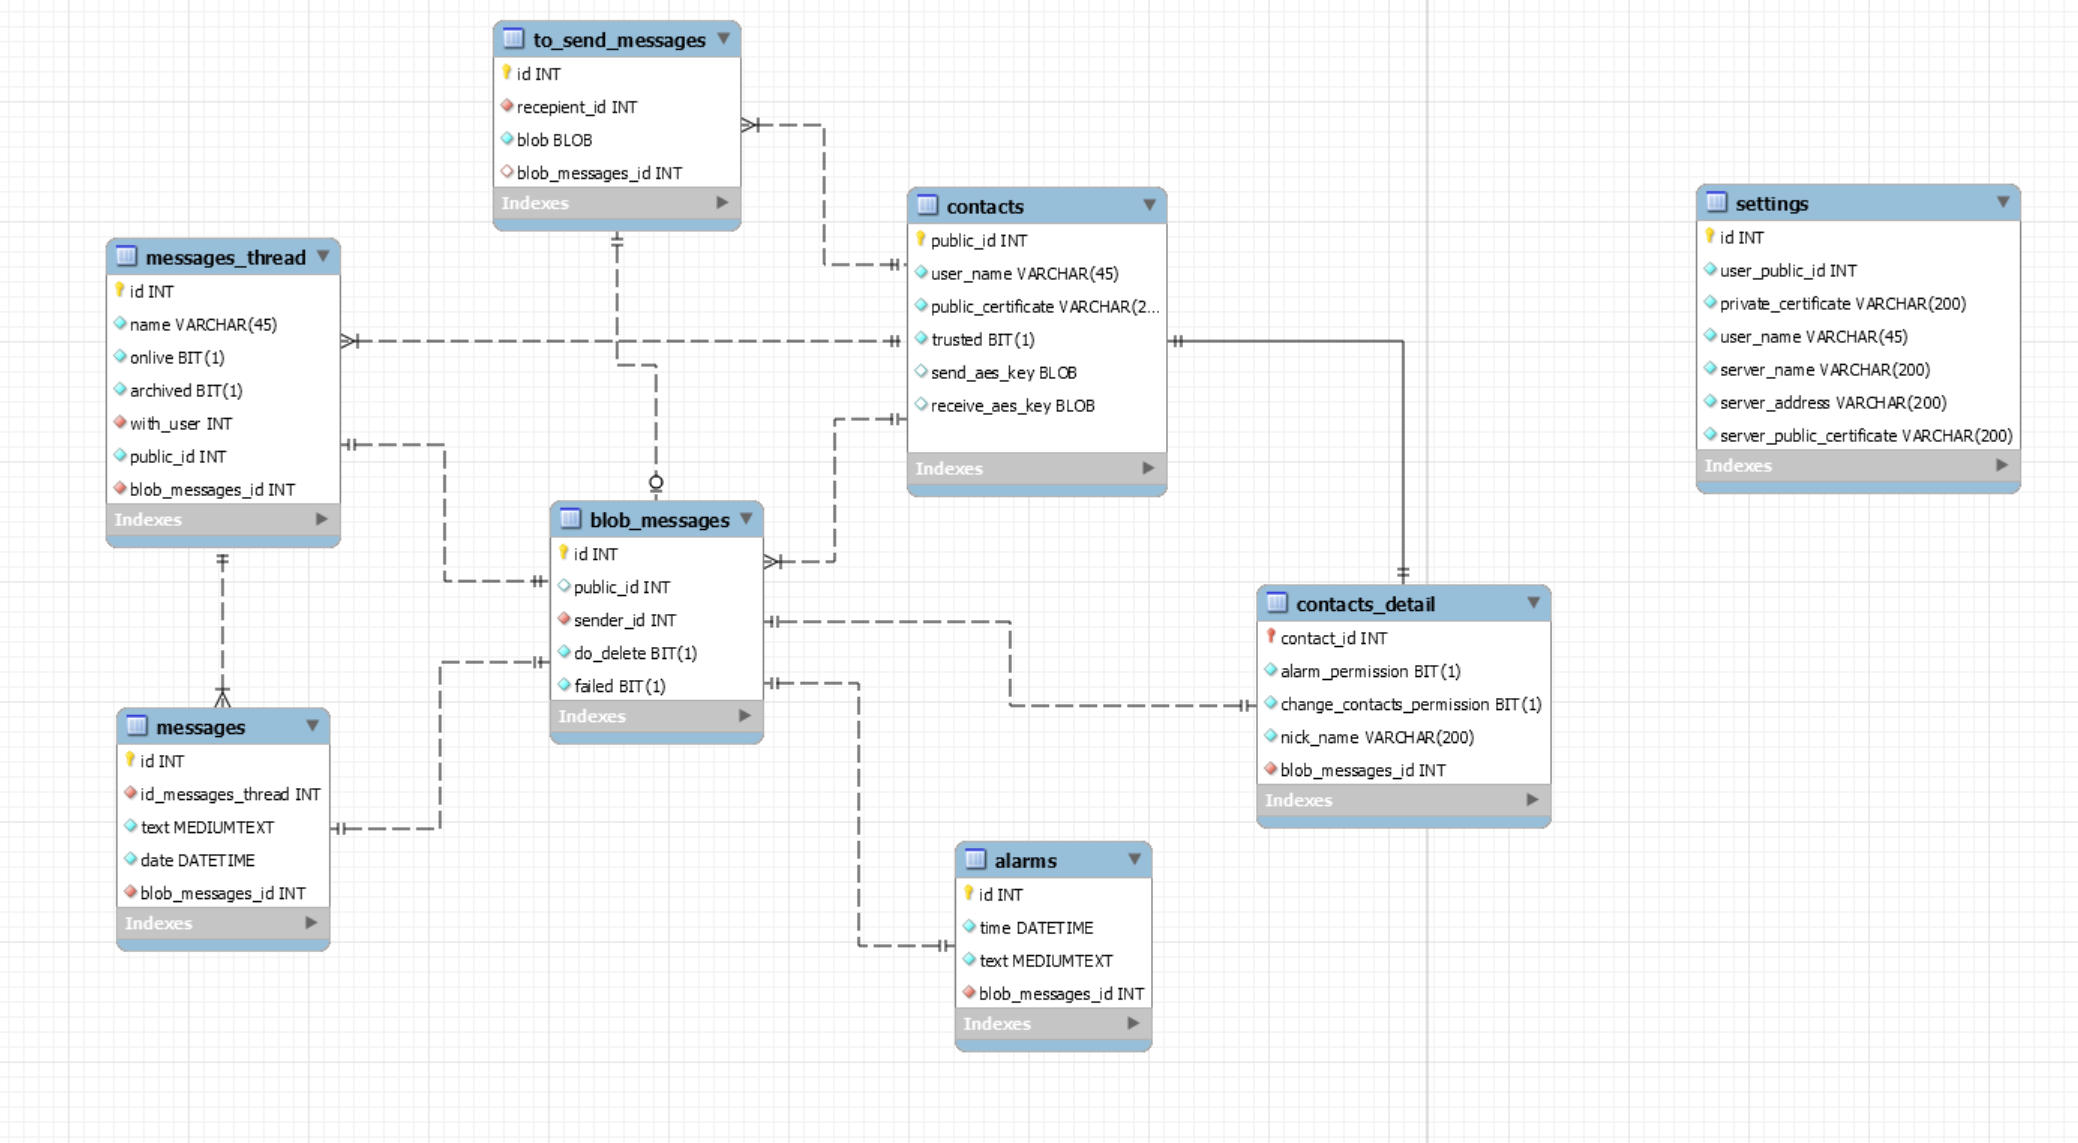 to_send_messages
id INT
recepient_id INT
blob BLOB
blob_messages_id INT
Indexes
messages_thread
id INT
name VARCHAR(45)
onlive BIT(1)
archived BIT(1)
with_user INT
public_id INT
blob_messages_id INT
Indexes
contacts
public_id INT
user_name VARCHAR(45)
public_certificate VARCHAR(2...
trusted BIT(1)
send_aes_key BLOB
receive_aes_key BLOB
Indexes
settings
id INT
user_public_id INT
private_certificate VARCHAR(200)
user_name VARCHAR(45)
server_name VARCHAR(200)
server_address VARCHAR(200)
server_public_certificate VARCHAR(200)
Indexes
blob_messages
id INT
public_id INT
sender_id INT
do_delete BIT(1)
failed BIT(1)
Indexes
contacts_detail
contact_id INT
alarm_permission BIT(1)
change_contacts_permission BIT(1)
nick_name VARCHAR(200)
blob_messages_id INT
Indexes
messages
id INT
id_messages_thread INT
text MEDIUMTEXT
date DATETIME
blob_messages_id INT
Indexes
alarms
id INT
time DATETIME
text MEDIUMTEXT
blob_messages_id INT
Indexes